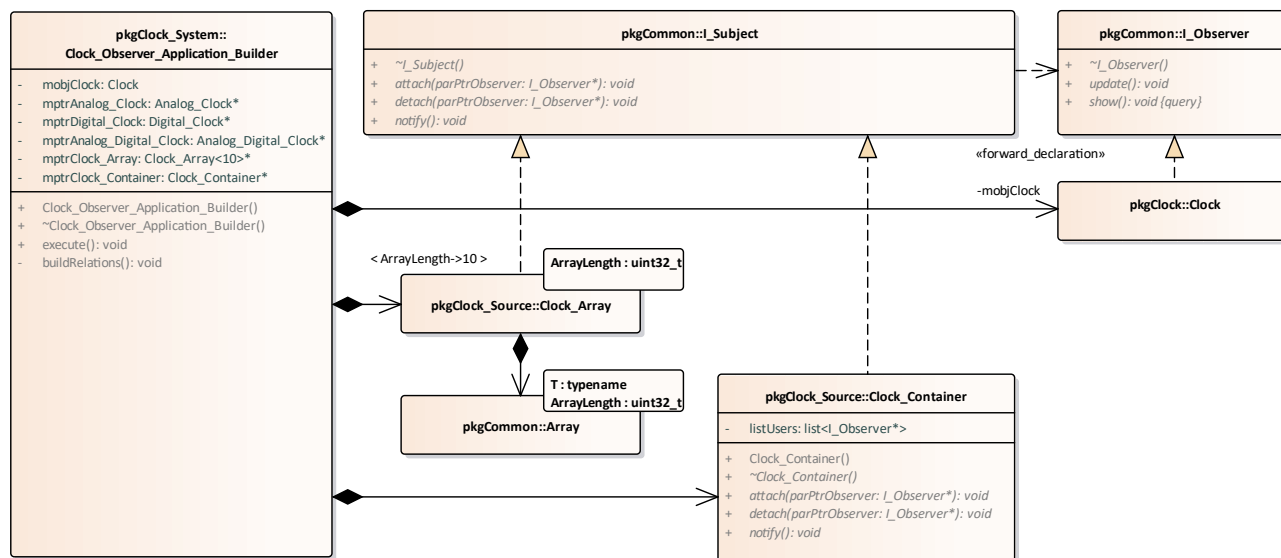 pkgClock_System::
Clock_Observer_Application_Builder
- mobjClock: Clock
- mptrAnalog_Clock: Analog_Clock*
- mptrDigital_Clock: Digital_Clock*
- mptrAnalog_Digital_Clock: Analog_Digital_Clock*
- mptrClock_Array: Clock_Array<10>*
- mptrClock_Container: Clock_Container*
+ Clock_Observer_Application_Builder()
+ ~Clock_Observer_Application_Builder()
+ execute(): void
- buildRelations(): void
pkgCommon::I_Subject
+ ~I_Subject()
+ attach(parPtrObserver: I_Observer*): void
+ detach(parPtrObserver: I_Observer*): void
+ notify(): void
pkgCommon::I_Observer
+ ~I_Observer()
+ update(): void
+ show(): void {query}
«forward_declaration»
-mobjClock
pkgClock::Clock
< ArrayLength->10 >
ArrayLength : uint32_t
pkgClock_Source::Clock_Array
T : typename
ArrayLength : uint32_t
pkgCommon::Array
pkgClock_Source::Clock_Container
- listUsers: list<I_Observer*>
+ Clock_Container()
+ ~Clock_Container()
+ attach(parPtrObserver: I_Observer*): void
+ detach(parPtrObserver: I_Observer*): void
+ notify(): void